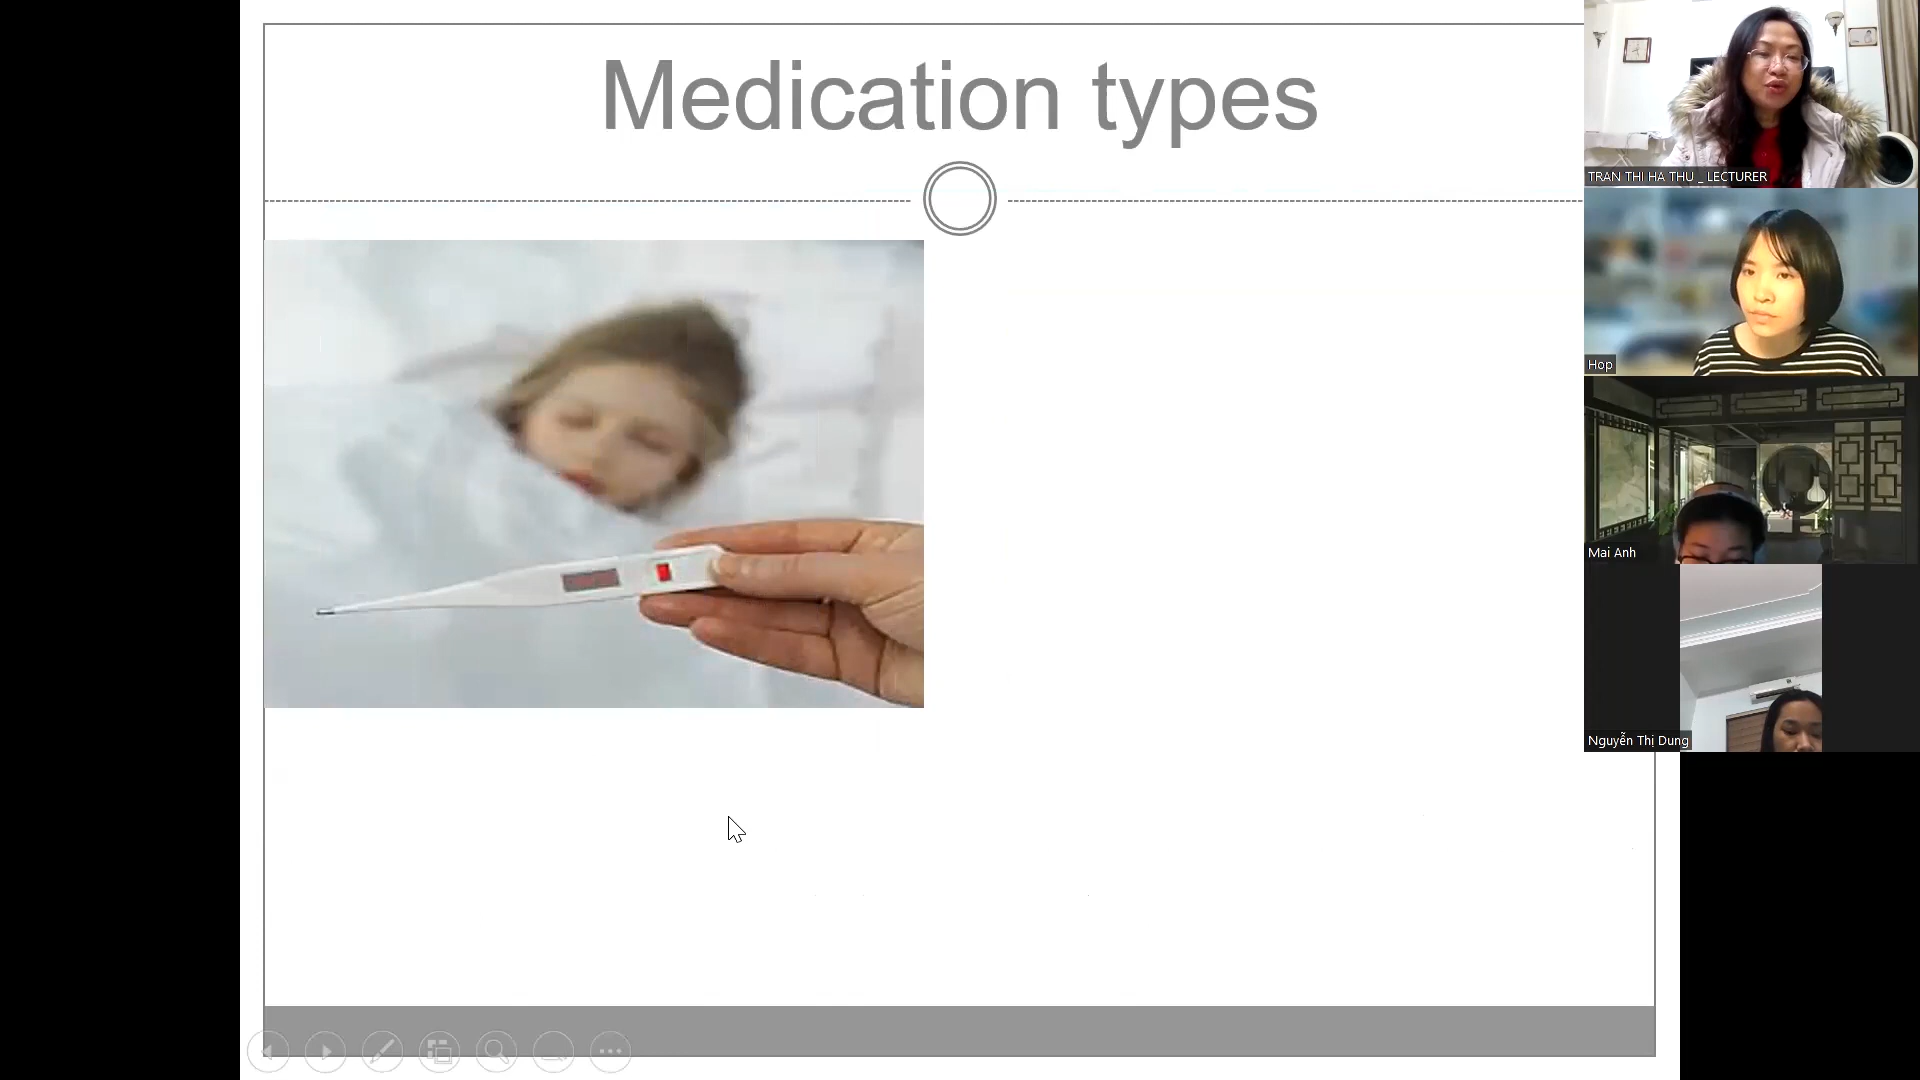 Medication types
TRAN THI HA THU _ LECTURER
Hop
Mai Anh
Nguyễn Thị Dung